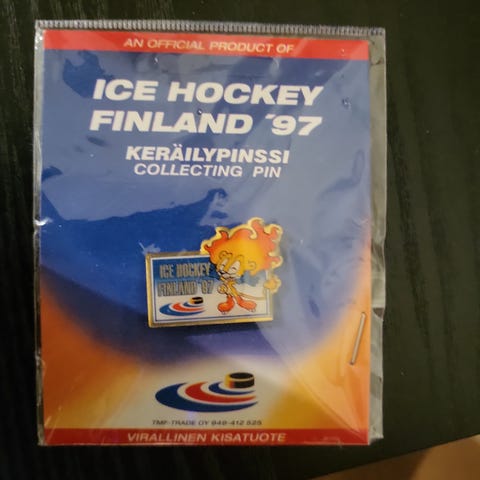 AN OFFICIAL PRODUCT OF
ICE HOCKEY
FINLAND '97
KERÄILYPINSSI
COLLECTING PIN
ICE HOCKEY
FINLAND '97
TMF-TRADE OY 949-412 525
VIRALLINEN KISATUOTE